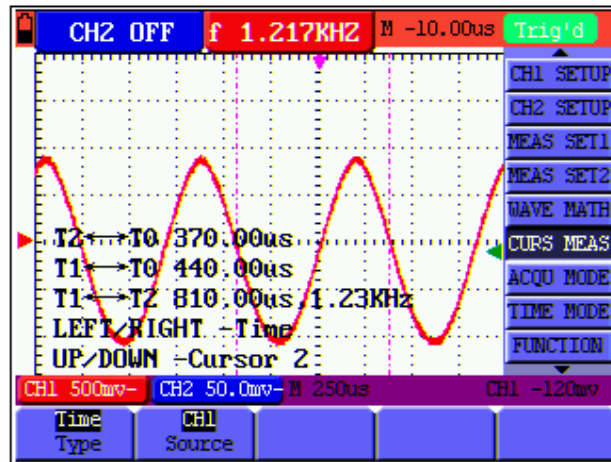 CH2 OFF f 1.217KHZ M -10.00us Trig'd
CH1 SETUP
CH2 SETUP
MEAS SET1
MEAS SET2
WAVE MATH
CURS MEAS
ACQU MODE
TIME MODE
FUNCTION
T2←→T0 370.00us
T1←→T0 440.00us
T1←→T2 810.00us,1.23KHz
LEFT/RIGHT -Time
UP/DOWN -Cursor 2
CH1 500mv- CH2 50.0mv- M 250us CH1 -120mv
Time CH1
Type Source